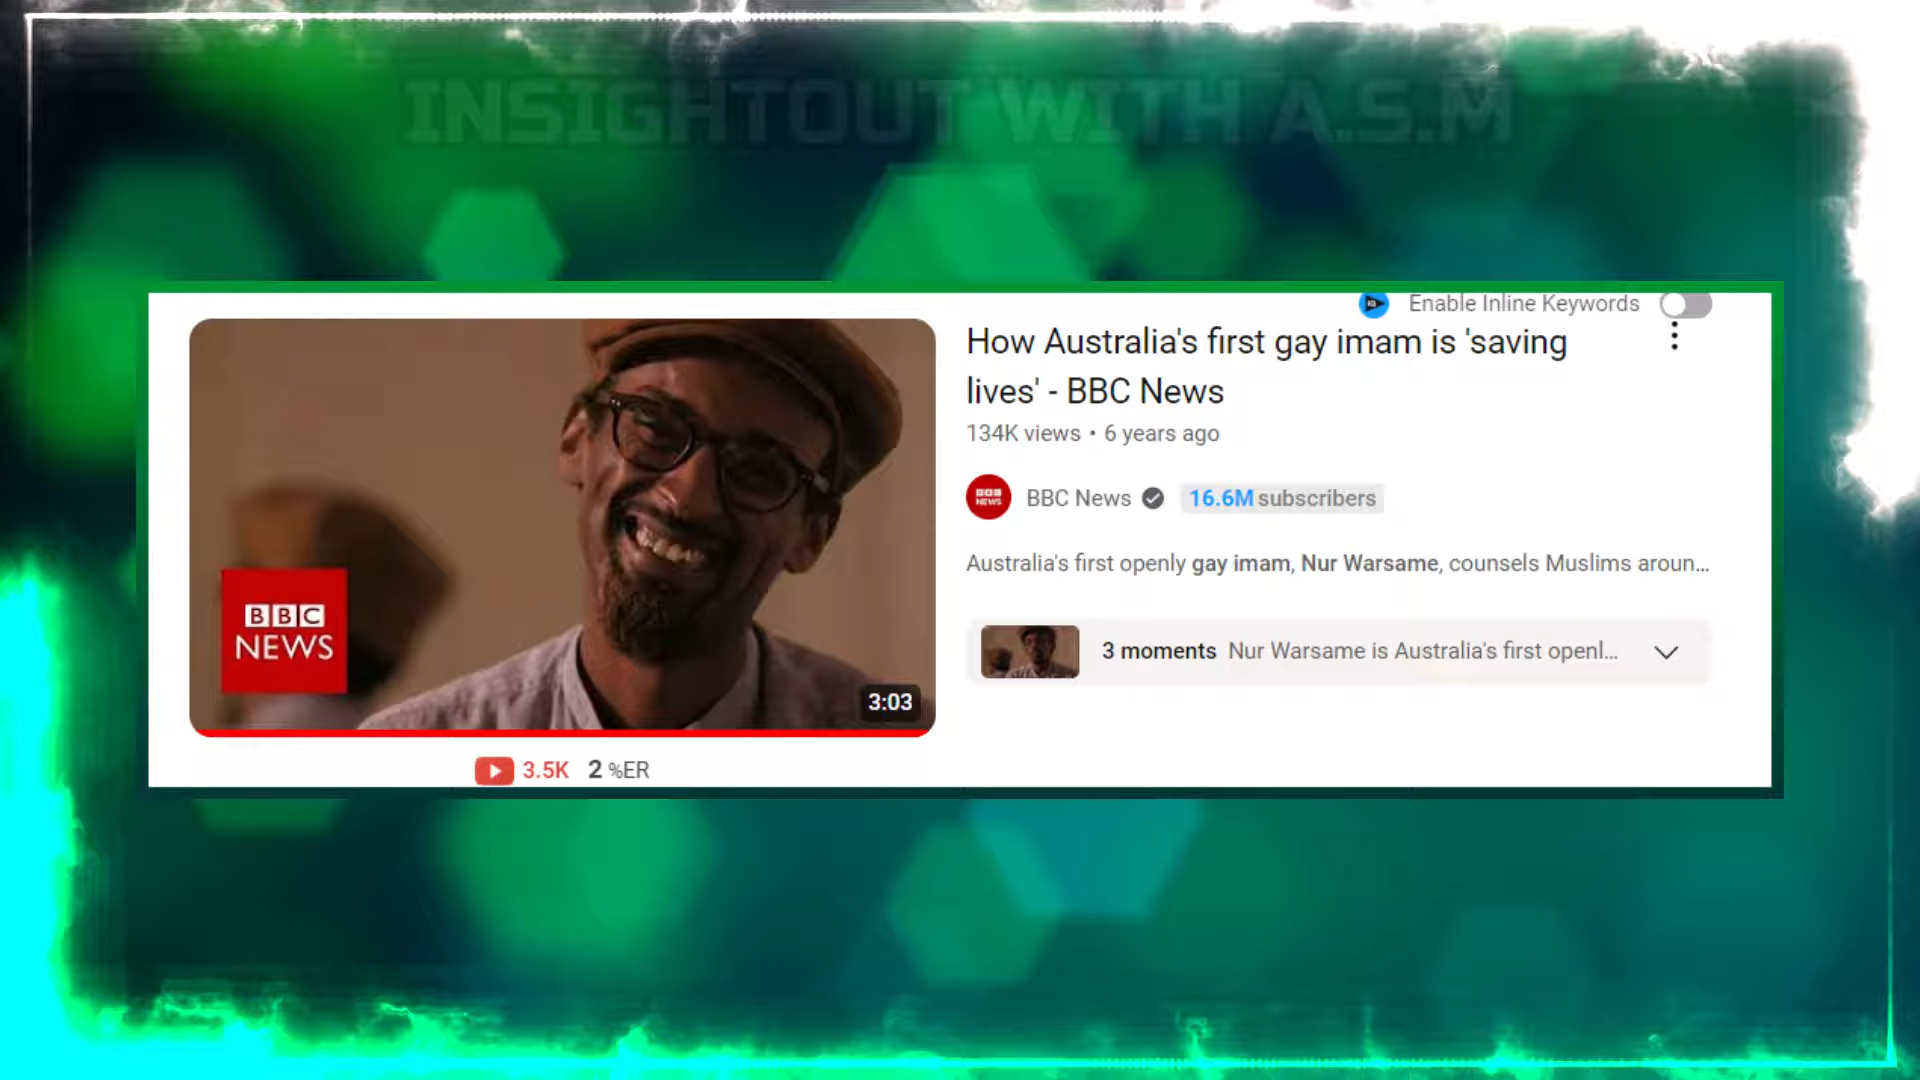 INSIGHTOUT WITH A.S.M
Enable Inline Keywords
How Australia's first gay imam is 'saving
lives' - BBC News
134K views • 6 years ago
BBC NEWS
BBC News
16.6M subscribers
Australia's first openly gay imam, Nur Warsame, counsels Muslims aroun...
BBC
NEWS
3 moments Nur Warsame is Australia's first openl...
3:03
3.5K 2 %ER